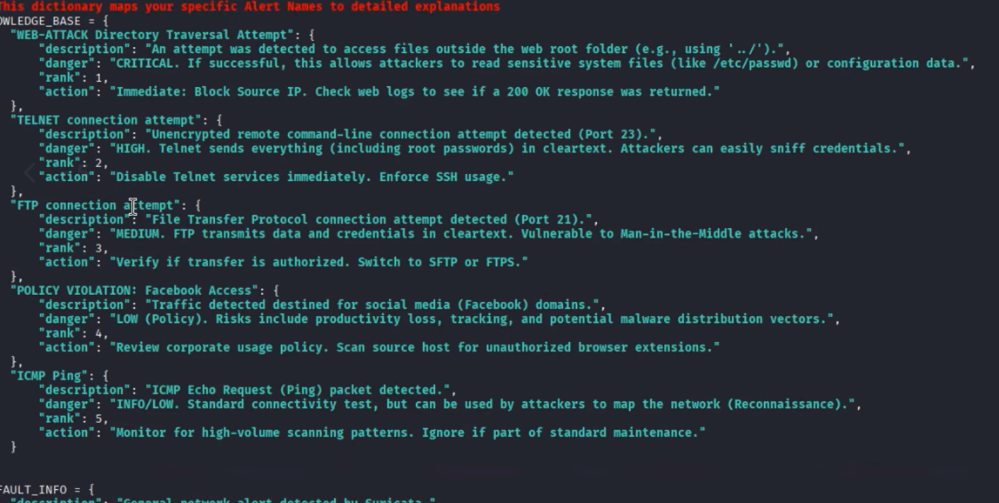 This dictionary maps your specific Alert Names to detailed explanations
OWLEDGE_BASE = {
"WEB-ATTACK Directory Traversal Attempt": {
"description": "An attempt was detected to access files outside the web root folder (e.g., using '../').",
"danger": "CRITICAL. If successful, this allows attackers to read sensitive system files (like /etc/passwd) or configuration data.",
"rank": 1,
"action": "Immediate: Block Source IP. Check web logs to see if a 200 OK response was returned."
},
"TELNET connection attempt": {
"description": "Unencrypted remote command-line connection attempt detected (Port 23).",
"danger": "HIGH. Telnet sends everything (including root passwords) in cleartext. Attackers can easily sniff credentials.",
"rank": 2,
"action": "Disable Telnet services immediately. Enforce SSH usage."
},
"FTP connection attempt": {
"description": "File Transfer Protocol connection attempt detected (Port 21).",
"danger": "MEDIUM. FTP transmits data and credentials in cleartext. Vulnerable to Man-in-the-Middle attacks.",
"rank": 3,
"action": "Verify if transfer is authorized. Switch to SFTP or FTPS."
},
"POLICY VIOLATION: Facebook Access": {
"description": "Traffic detected destined for social media (Facebook) domains.",
"danger": "LOW (Policy). Risks include productivity loss, tracking, and potential malware distribution vectors.",
"rank": 4,
"action": "Review corporate usage policy. Scan source host for unauthorized browser extensions."
},
"ICMP Ping": {
"description": "ICMP Echo Request (Ping) packet detected.",
"danger": "INFO/LOW. Standard connectivity test, but can be used by attackers to map the network (Reconnaissance).",
"rank": 5,
"action": "Monitor for high-volume scanning patterns. Ignore if part of standard maintenance."
}
FAULT_INFO = {
"description": "General network alert detected by Suricata."